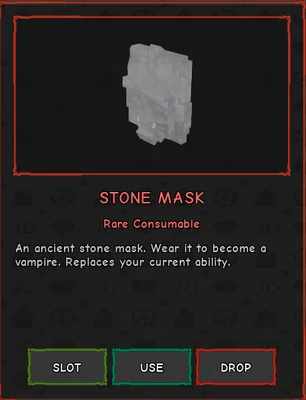 STONE MASK
Rare Consumable
An ancient stone mask. Wear it to become a
vampire. Replaces your current ability.
SLOT USE DROP